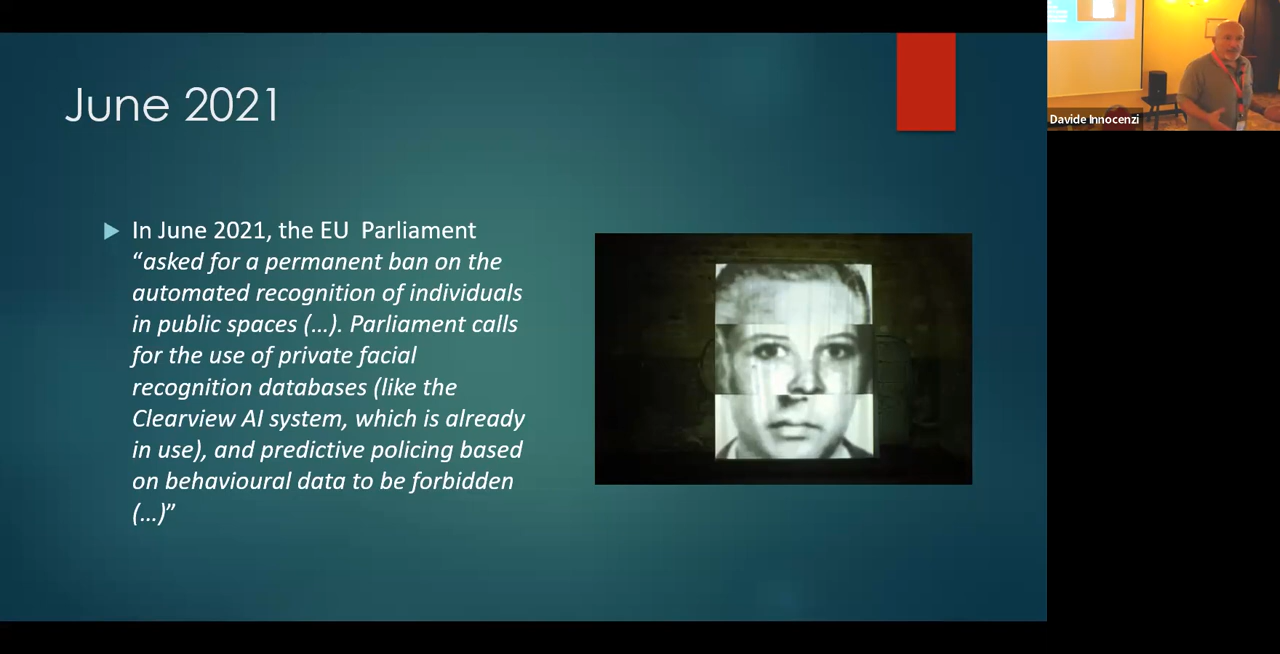 June 2021
In June 2021, the EU  Parliament
“asked for a permanent ban on the
automated recognition of individuals
in public spaces (…). Parliament calls
for the use of private facial
recognition databases (like the
Clearview AI system, which is already
in use), and predictive policing based
on behavioural data to be forbidden
(…)”
Davide Innocenzi